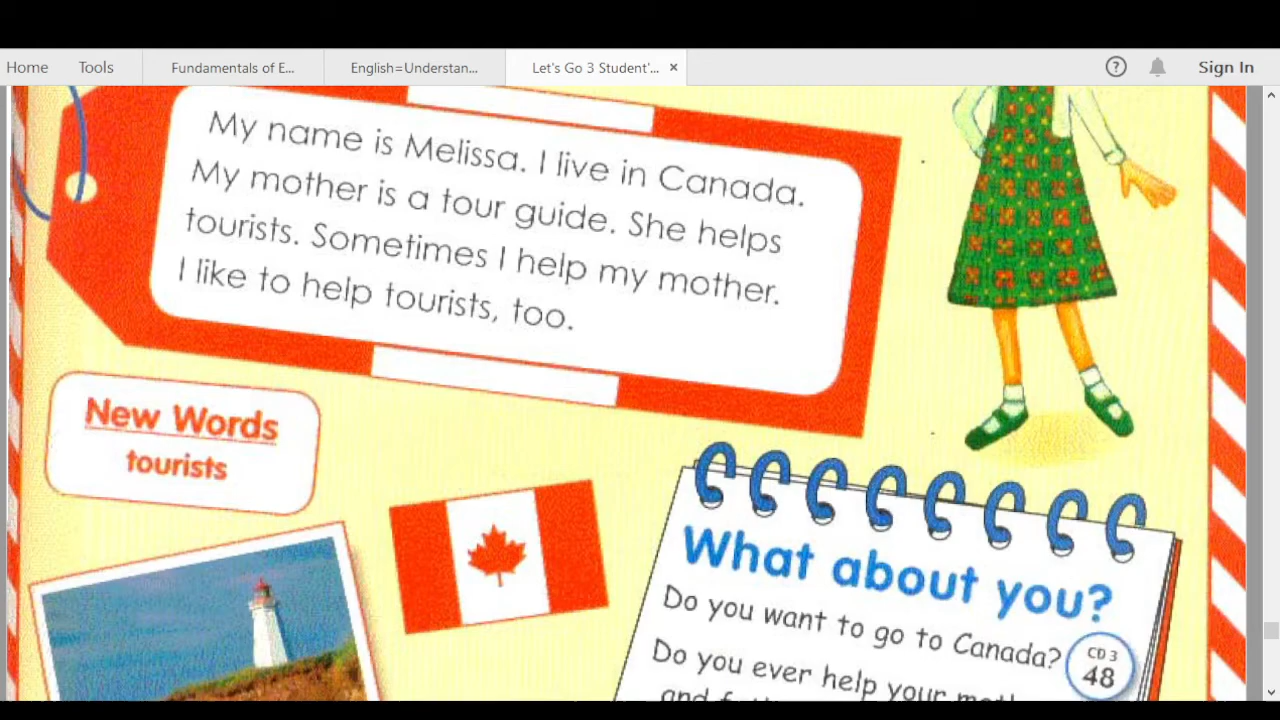 Home Tools Fundamentals of E... English=Understan... Let's Go 3 Student'... × ? Sign In
My name is Melissa. I live in Canada.
My mother is a tour guide. She helps
tourists. Sometimes I help my mother.
I like to help tourists, too.
New Words
tourists
What about you?
Do you want to go to Canada?
Do you ever help your
CD 3
48